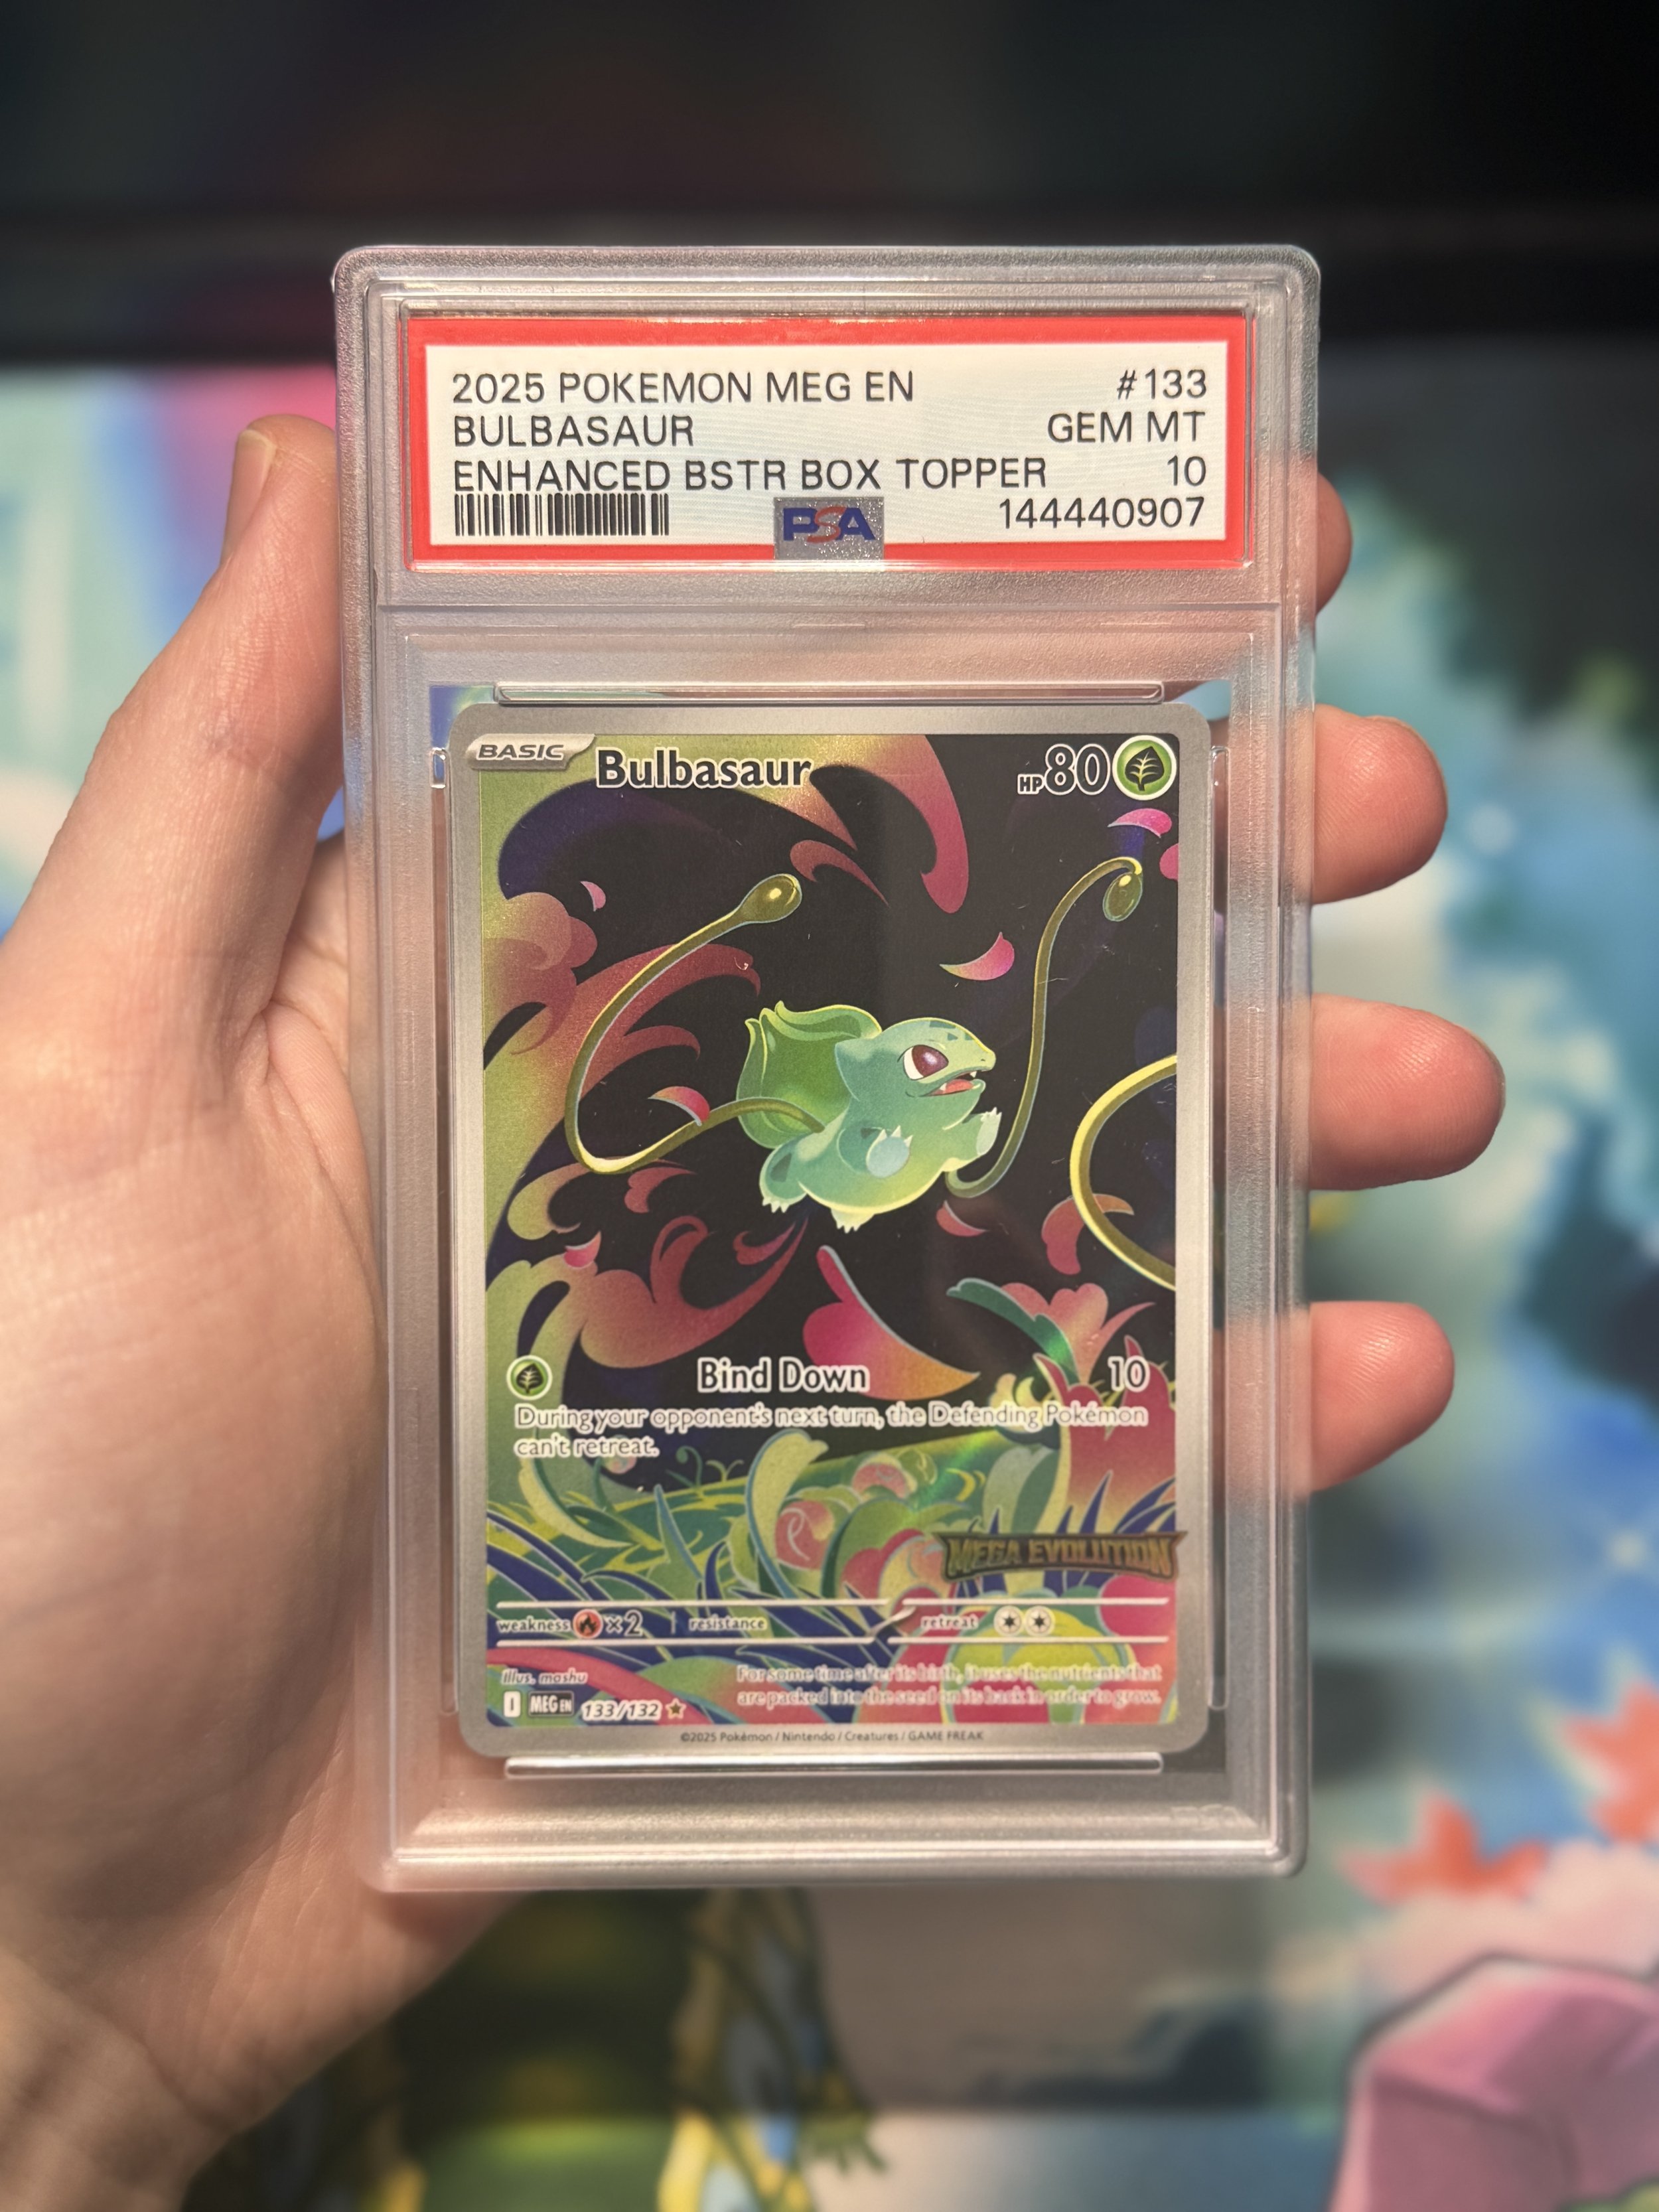 2025 POKEMON MEG EN #133
BULBASAUR GEM MT
ENHANCED BSTR BOX TOPPER 10
PSA 144440907
BASIC Bulbasaur HP80
Bind Down 10
During your opponent's next turn, the Defending Pokémon
can't retreat.
MEGA EVOLUTION
weakness ×2 resistance retreat
Illus. moshu
For some time after its birth, it uses the nutrients that
are packed into the seed on its back in order to grow.
I MEG EN 133/132
©2025 Pokémon / Nintendo / Creatures / GAME FREAK